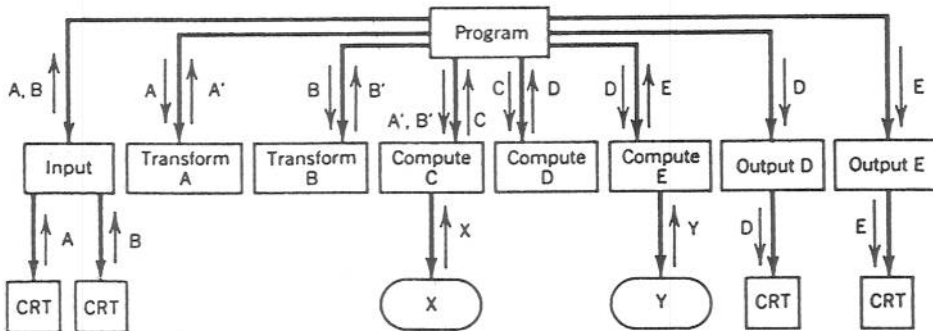 Program
A, B
A
A'
B
B'
A', B'
C
C
D
D
E
D
E
Input
Transform
A
Transform
B
Compute
C
Compute
D
Compute
E
Output D
Output E
A
B
X
Y
D
E
CRT
CRT
X
Y
CRT
CRT